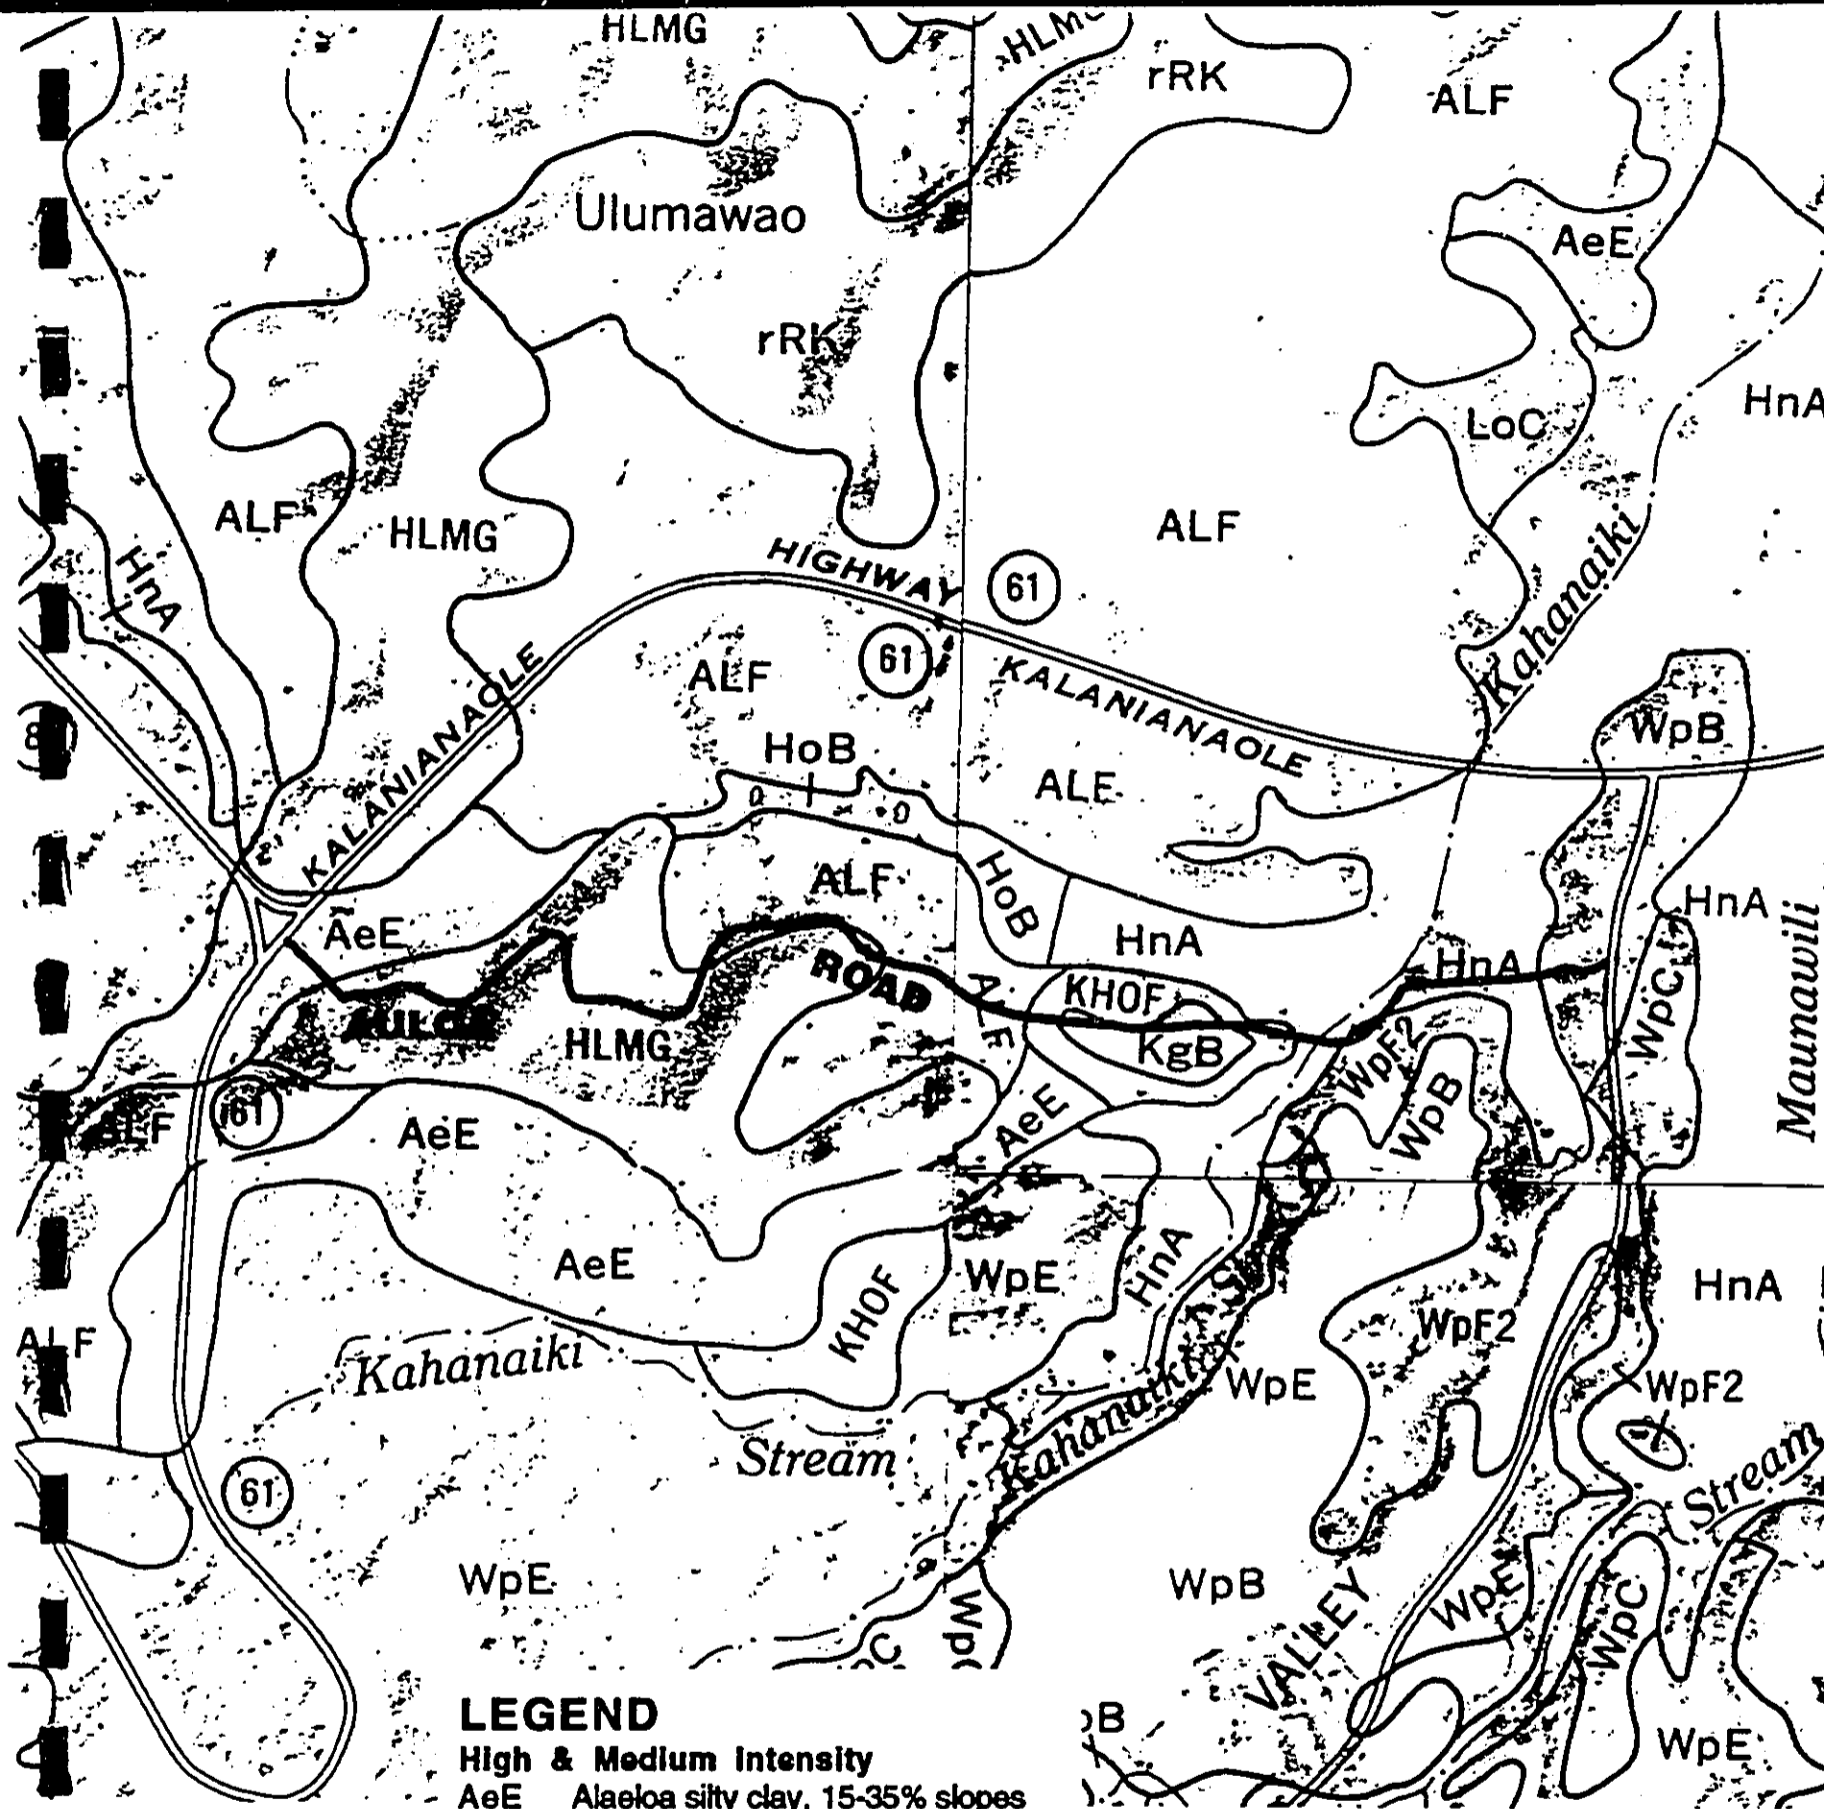 HLMG
rRK
ALF
Ulumawao
AeE
rRK
HnA
LoC
ALF
HLMG
ALF
HnA
HIGHWAY
61
61
Kahanaiki
ALF
KALANIANAOLE
KALANIANAOLE
WpB
HoB
ALF
HoB
HnA
AeE
HnA
HnA
ROAD
ALF
KHOF
WpC
Maunawili
AULOA
HLMG
KgB
WpF2
WpB
ALF
61
AeE
AeE
AeE
HnA
WpE
HnA
KHOF
WpF2
ALF
Kahanaiki
WpE
WpF2
Kahanaiki
Stream
Stream
61
WpE
WpB
WpE
WpC
VALLEY
WpE
LEGEND
High & Medium Intensity
AeE Alaeloa silty clay, 15-35% slopes